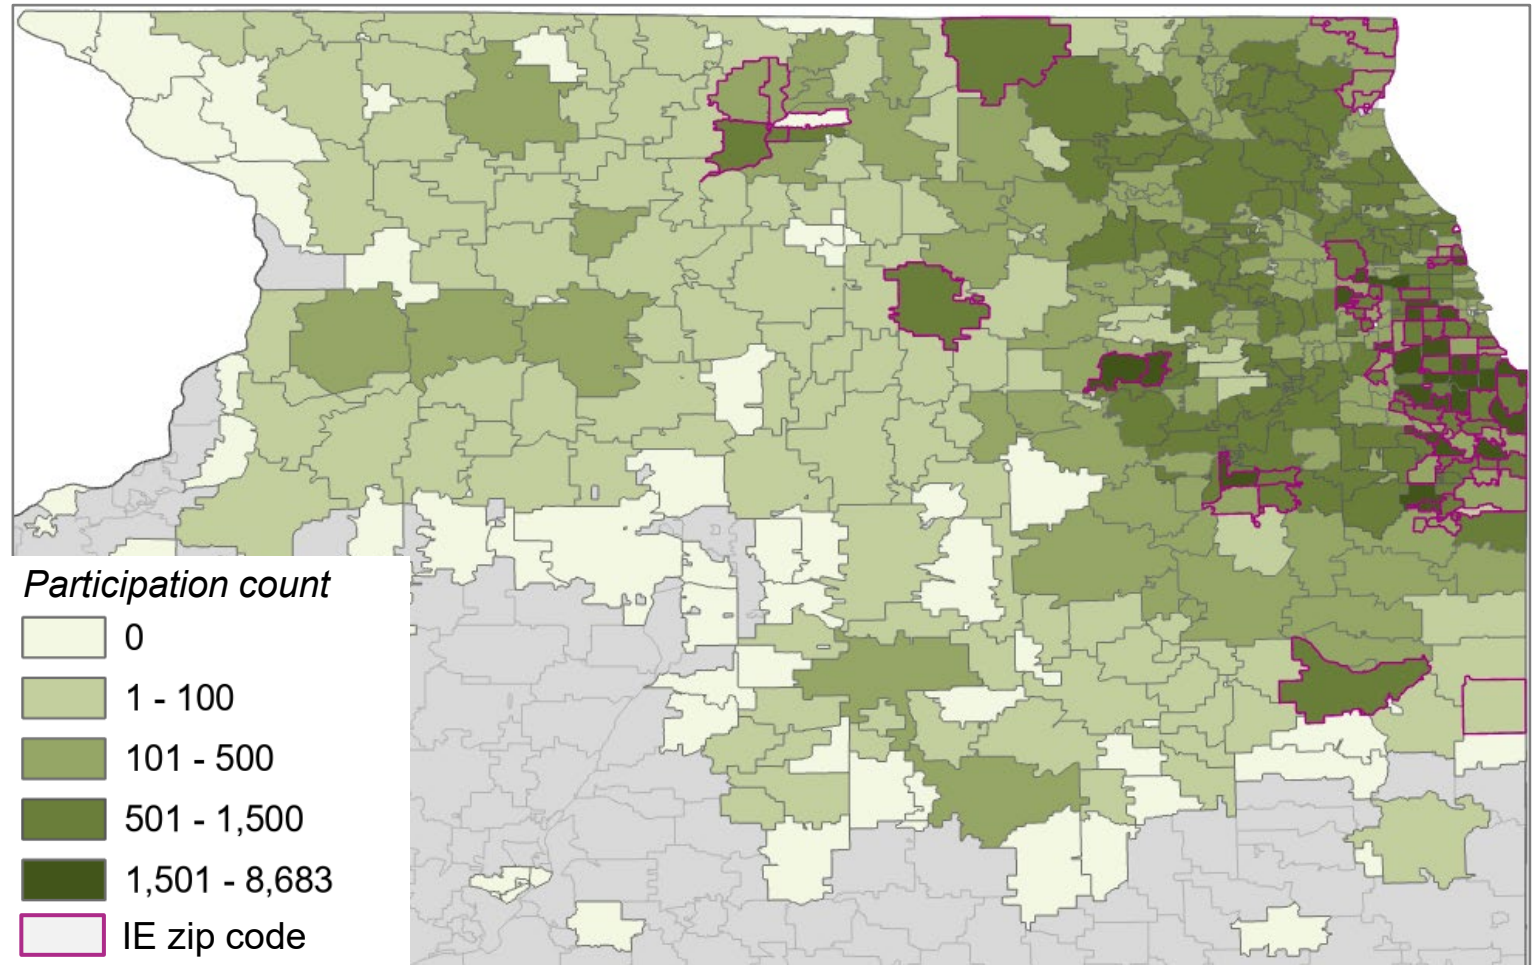 Participation count
0
1 - 100
101 - 500
501 - 1,500
1,501 - 8,683
IE zip code